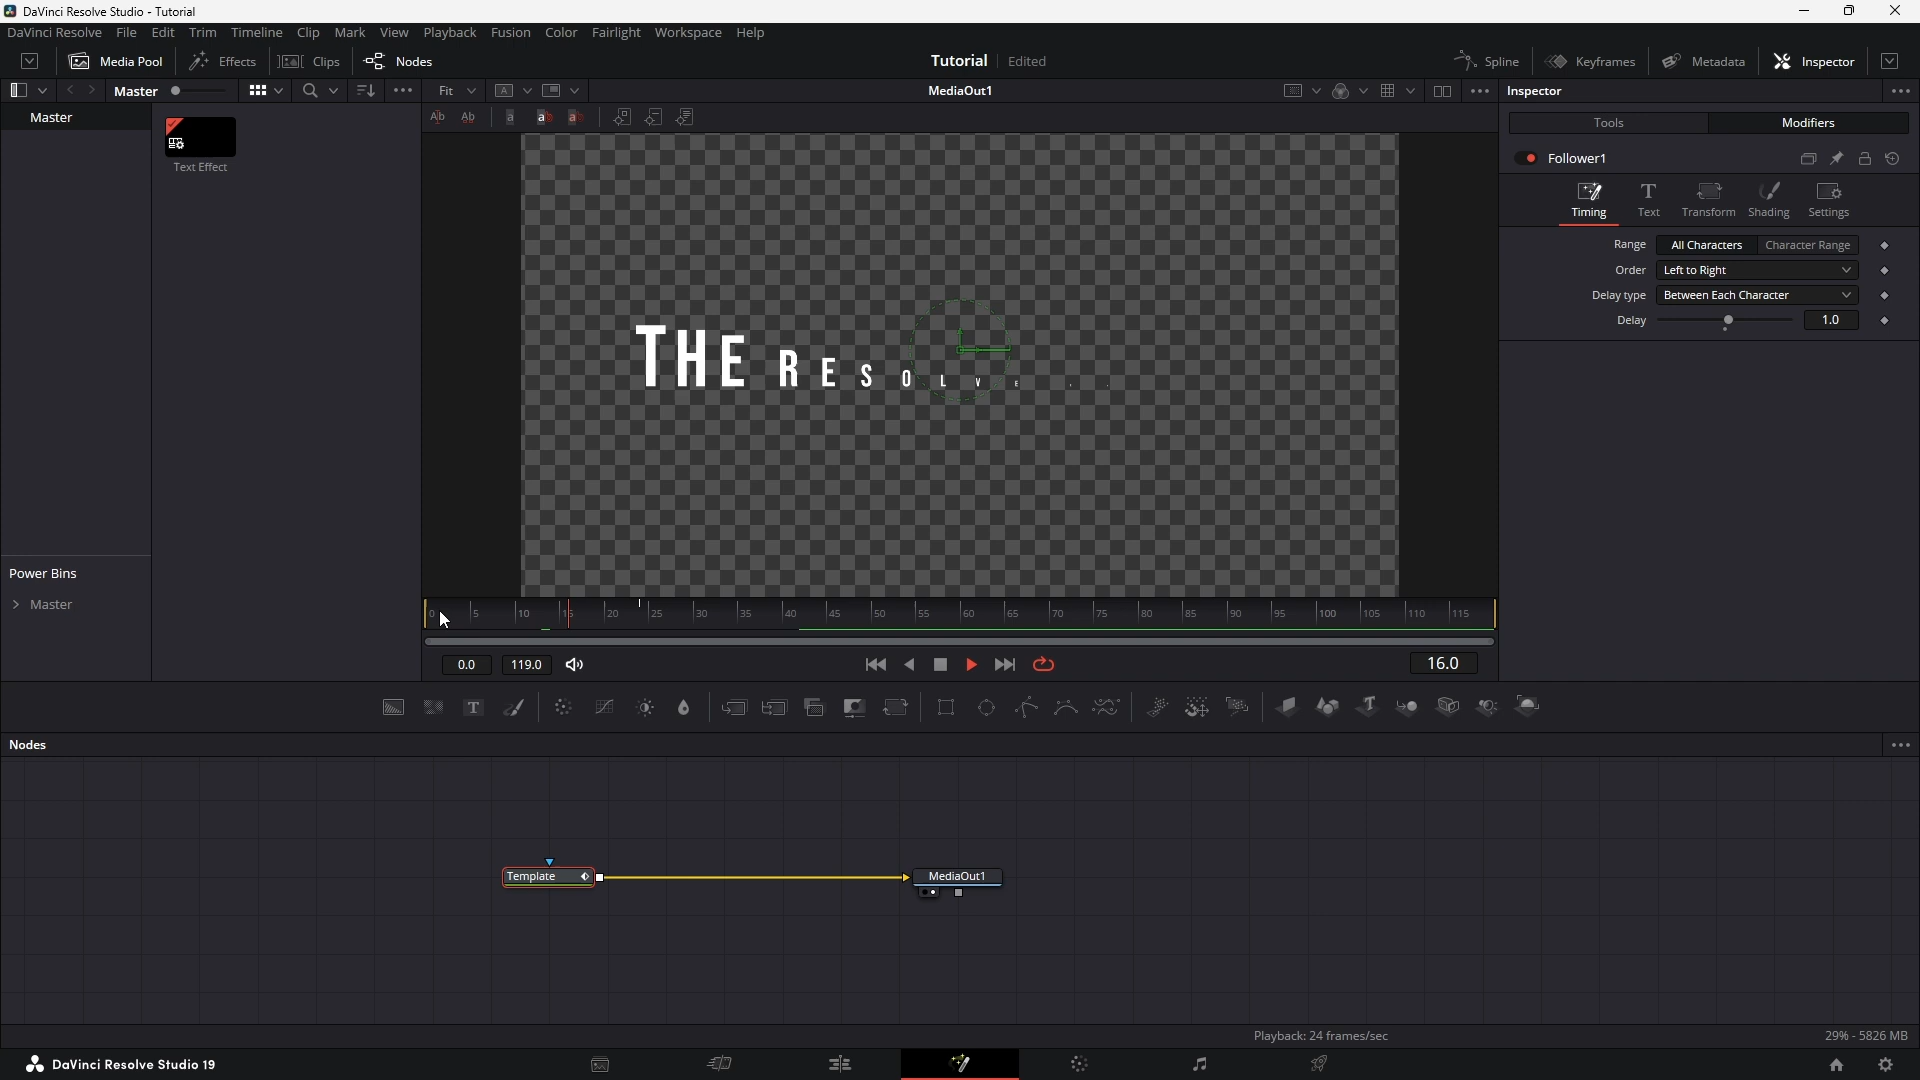 DaVinci Resolve Studio - Tutorial
DaVinci Resolve File Edit Trim Timeline Clip Mark View Playback Fusion Color Fairlight Workspace Help
Media Pool Effects Clips Nodes Tutorial Edited Spline Keyframes Metadata Inspector
Master Fit MediaOut1 Inspector
Master
Text Effect
Tools Modifiers
Follower1
Timing Text Transform Shading Settings
Range All Characters Character Range
Order Left to Right
Delay type Between Each Character
Delay 1.0
THE RESOLVE
Power Bins
Master
0 5 10 15 20 25 30 35 40 45 50 55 60 65 70 75 80 85 90 95 100 105 110 115
0.0 119.0 16.0
Nodes
Template MediaOut1
Playback: 24 frames/sec 29% - 5826 MB
DaVinci Resolve Studio 19